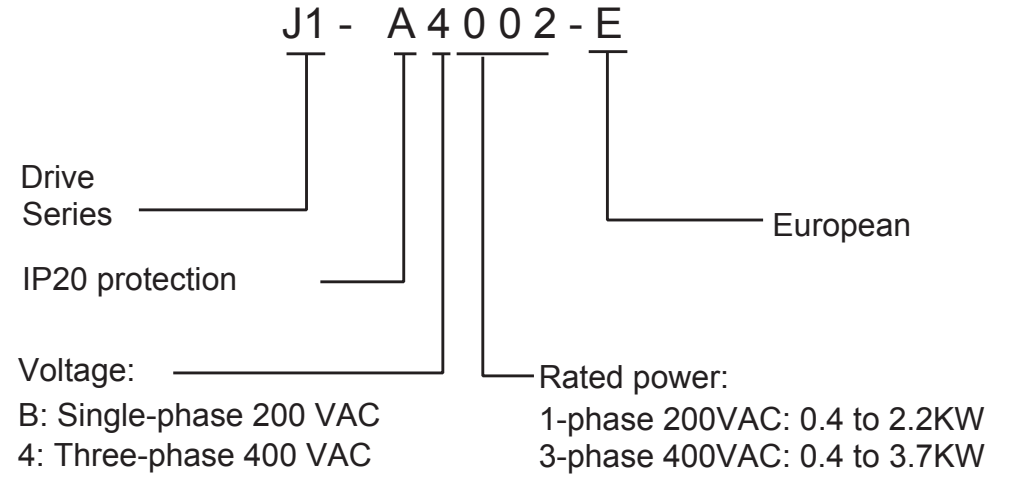 J1 - A 4 0 0 2 - E
Drive
Series
European
IP20 protection
Voltage:
B: Single-phase 200 VAC
4: Three-phase 400 VAC
Rated power:
1-phase 200VAC: 0.4 to 2.2KW
3-phase 400VAC: 0.4 to 3.7KW